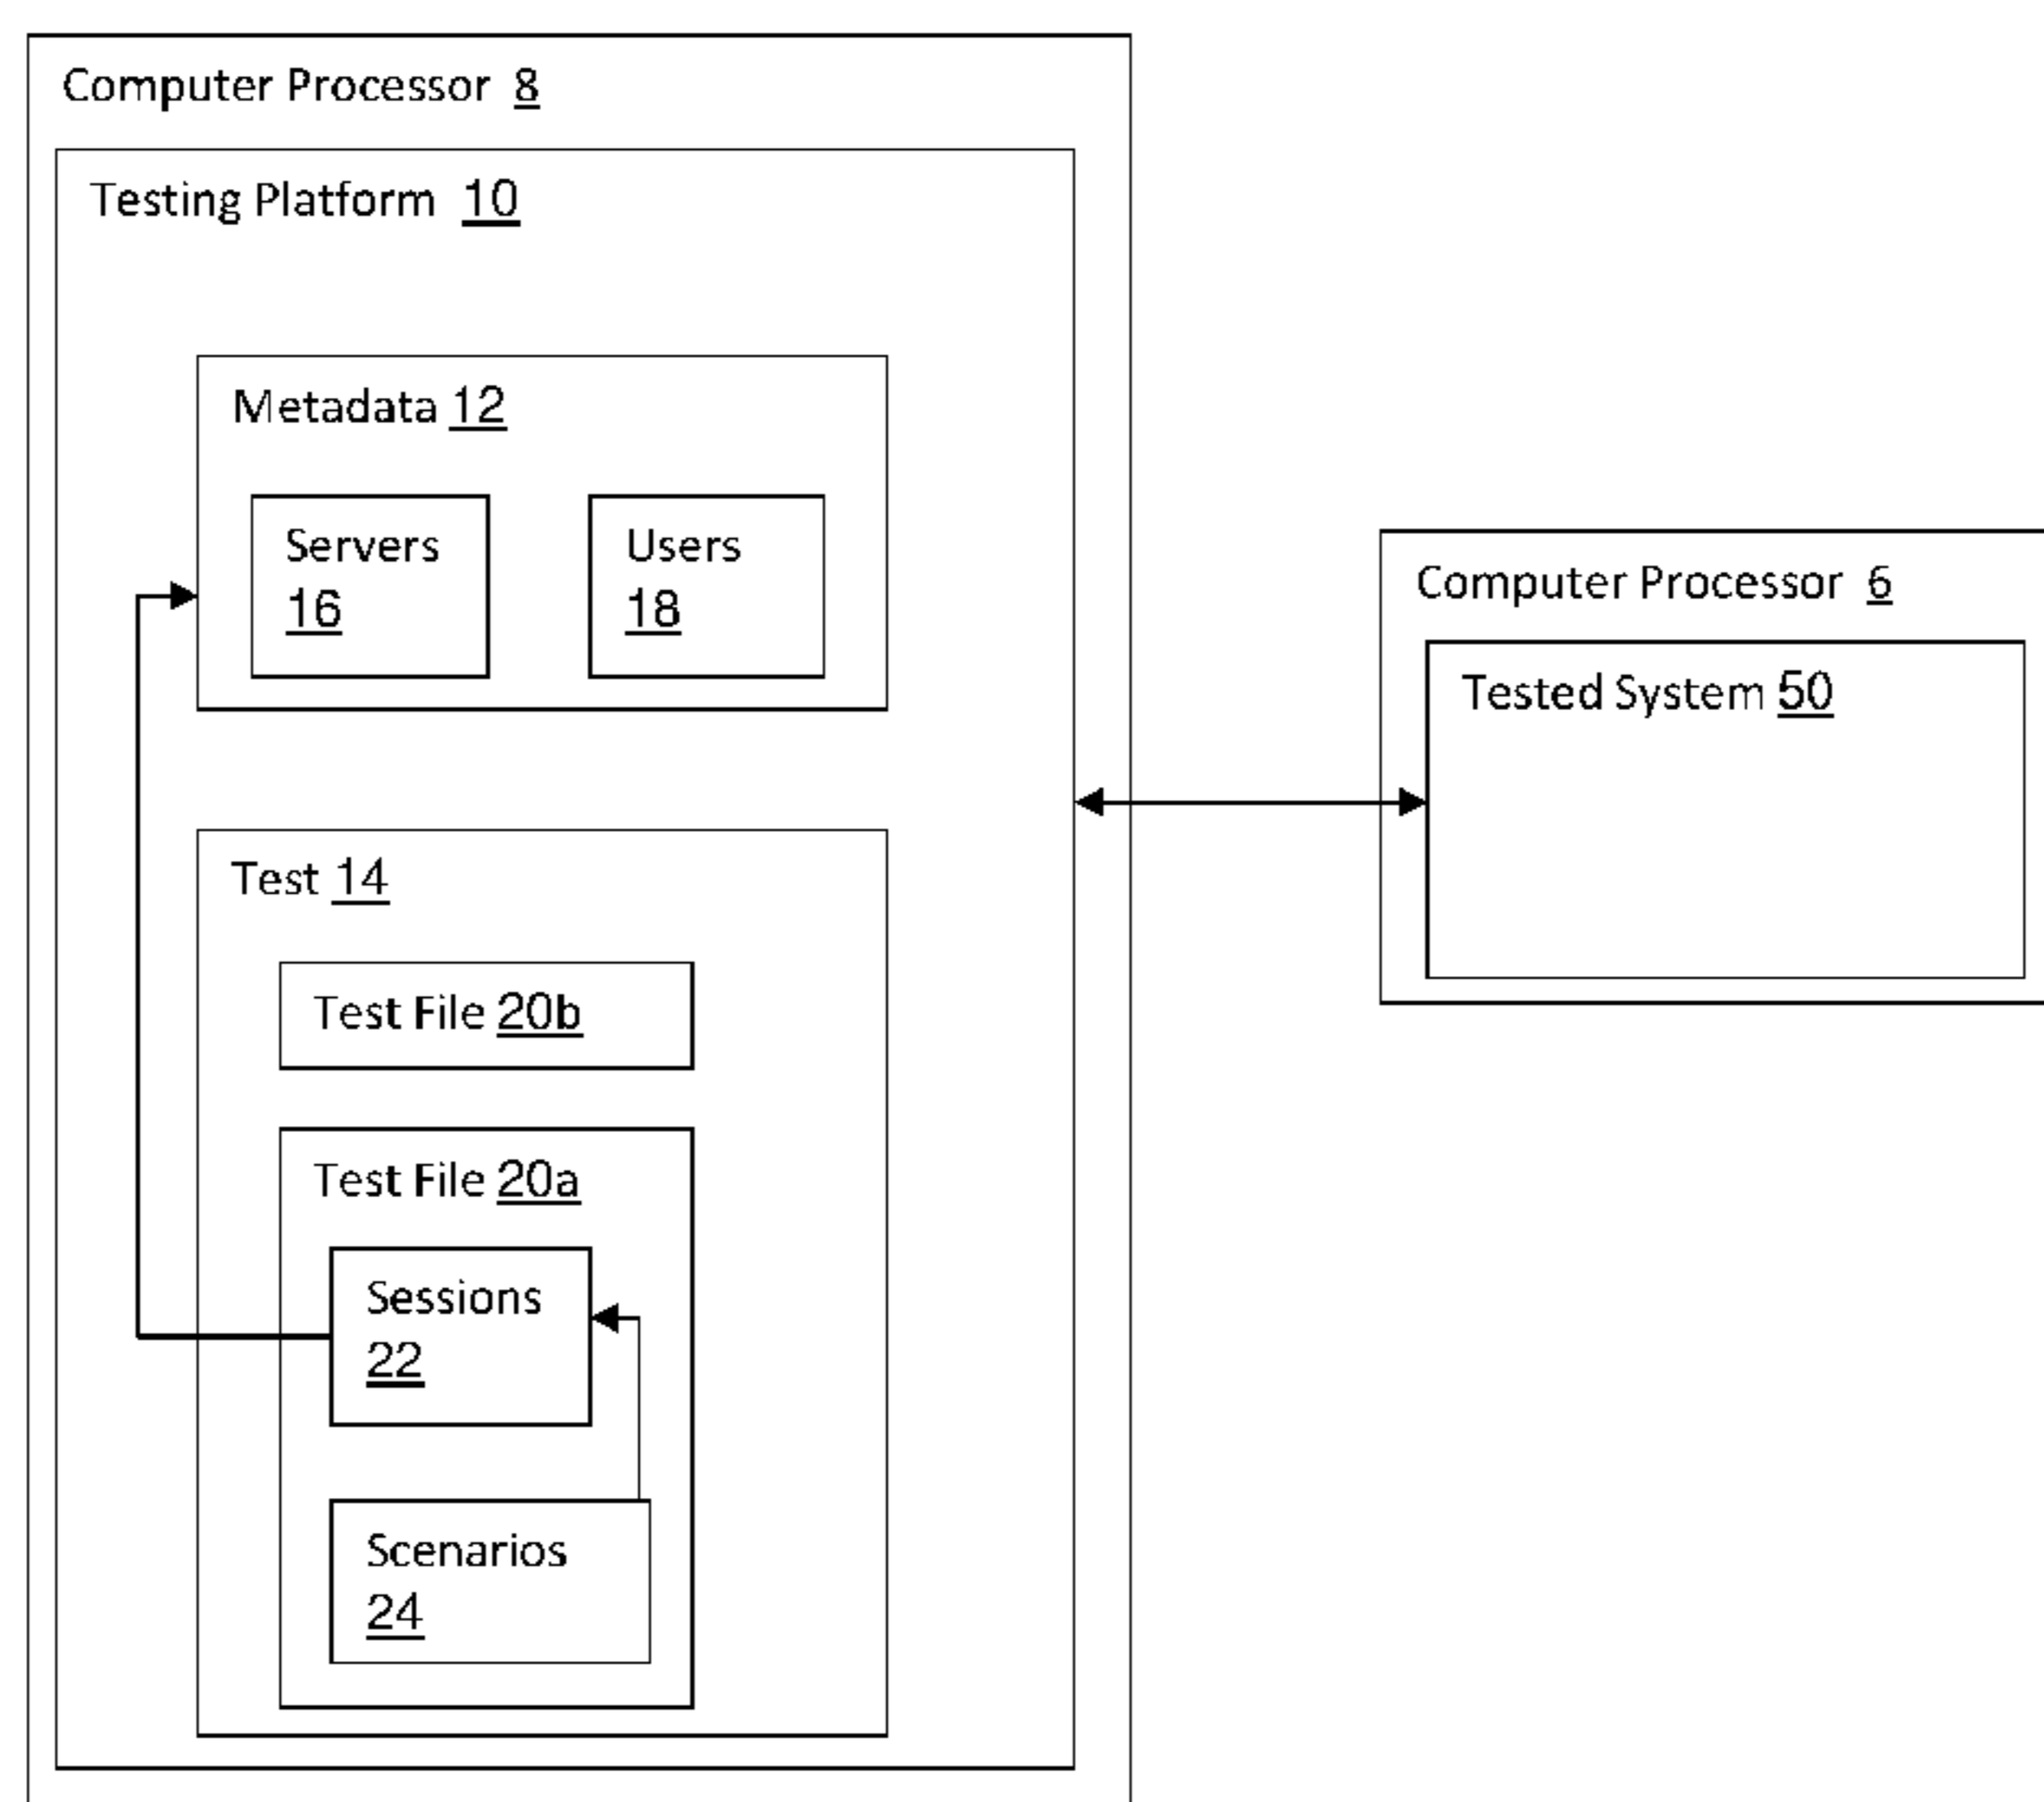 Computer Processor 8
Testing Platform 10
Metadata 12
Servers
16
Users
18
Test 14
Test File 20b
Test File 20a
Sessions
22
Scenarios
24
Computer Processor 6
Tested System 50